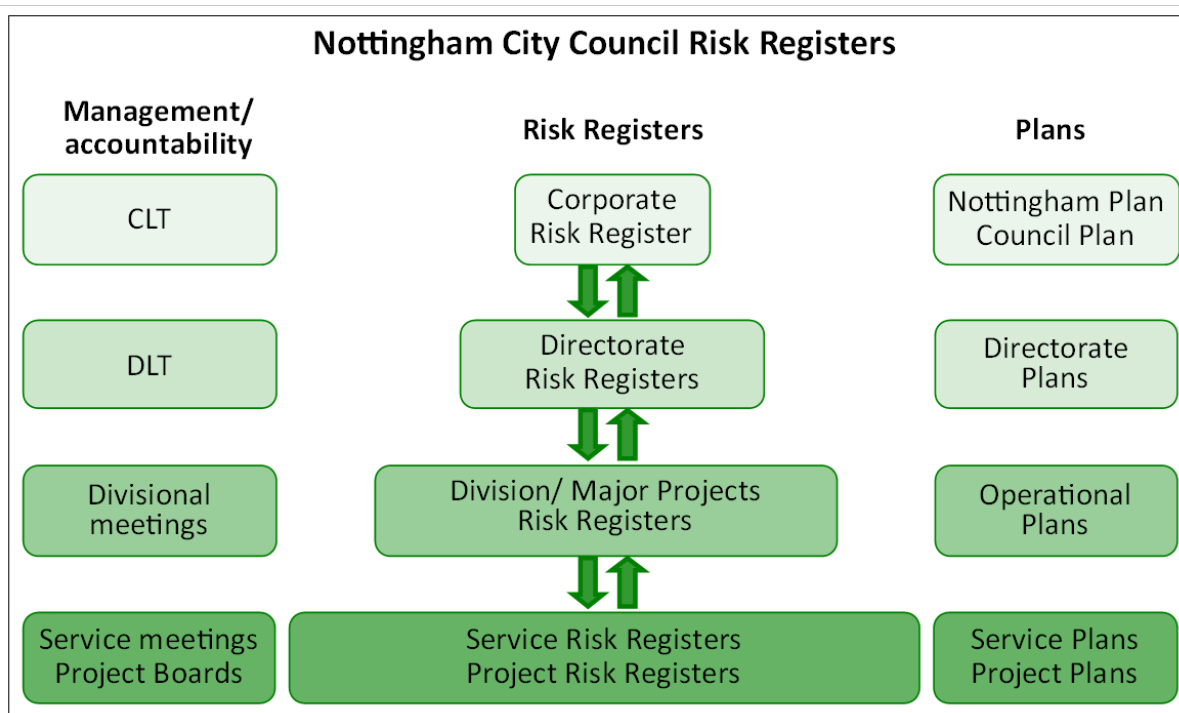 Nottingham City Council Risk Registers
Management/
accountability
Risk Registers
Plans
CLT
Corporate
Risk Register
Nottingham Plan
Council Plan
DLT
Directorate
Risk Registers
Directorate
Plans
Divisional
meetings
Division/ Major Projects
Risk Registers
Operational
Plans
Service meetings
Project Boards
Service Risk Registers
Project Risk Registers
Service Plans
Project Plans